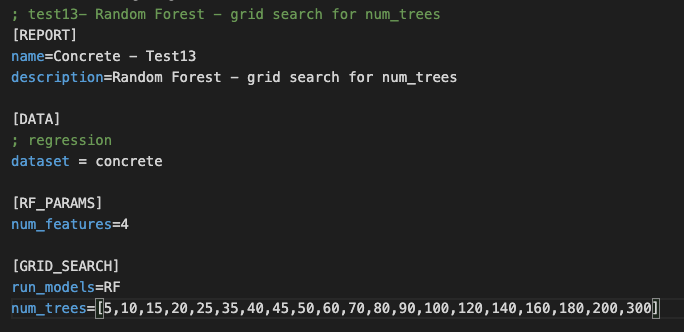 ; test13- Random Forest - grid search for num_trees
[REPORT]
name=Concrete - Test13
description=Random Forest - grid search for num_trees
[DATA]
; regression
dataset = concrete
[RF_PARAMS]
num_features=4
[GRID_SEARCH]
run_models=RF
num_trees=[5,10,15,20,25,35,40,45,50,60,70,80,90,100,120,140,160,180,200,300]